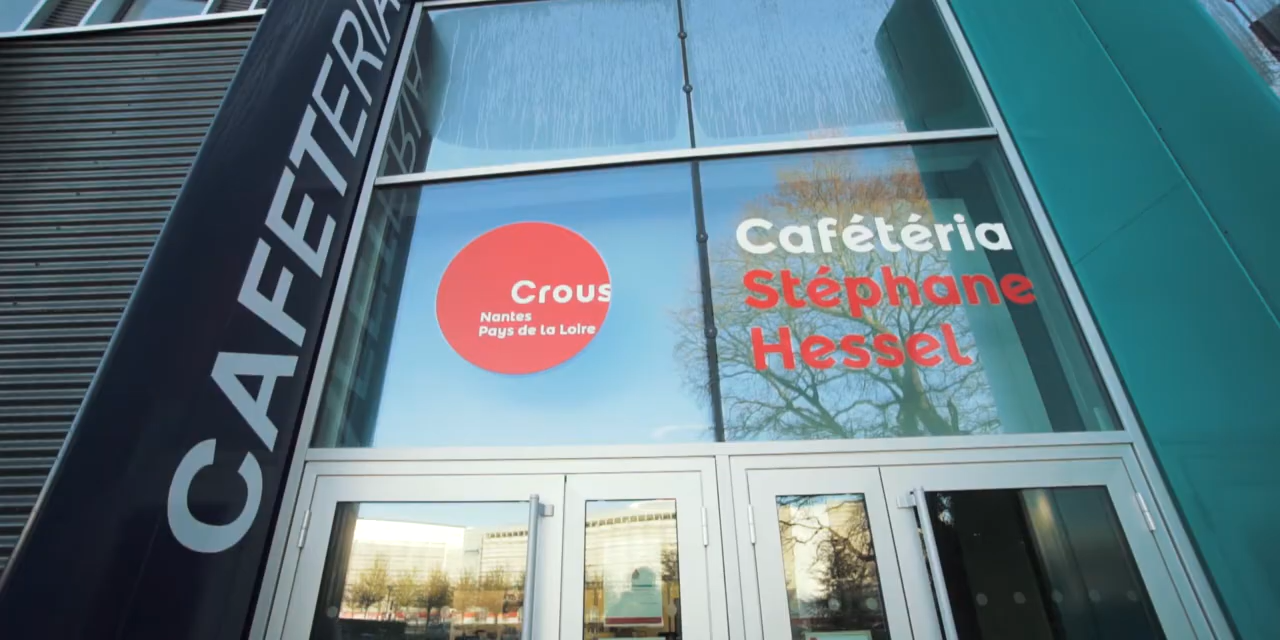 CAFETERIA
Crous
Nantes
Pays de la Loire
Cafétéria
Stéphane
Hessel